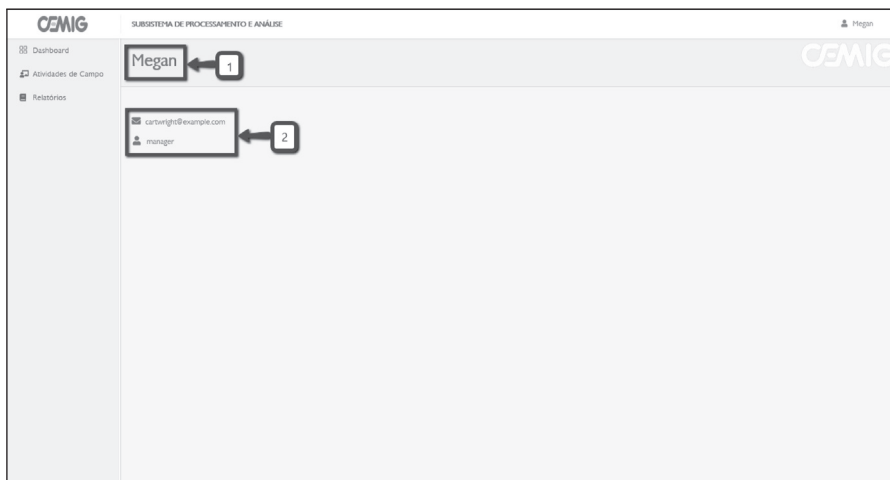 CEMIG
SUBSISTEMA DE PROCESSAMENTO E ANÁLISE
Megan
Dashboard
Atividades de Campo
Relatórios
Megan
1
CEMIG
cartwright@example.com
manager
2